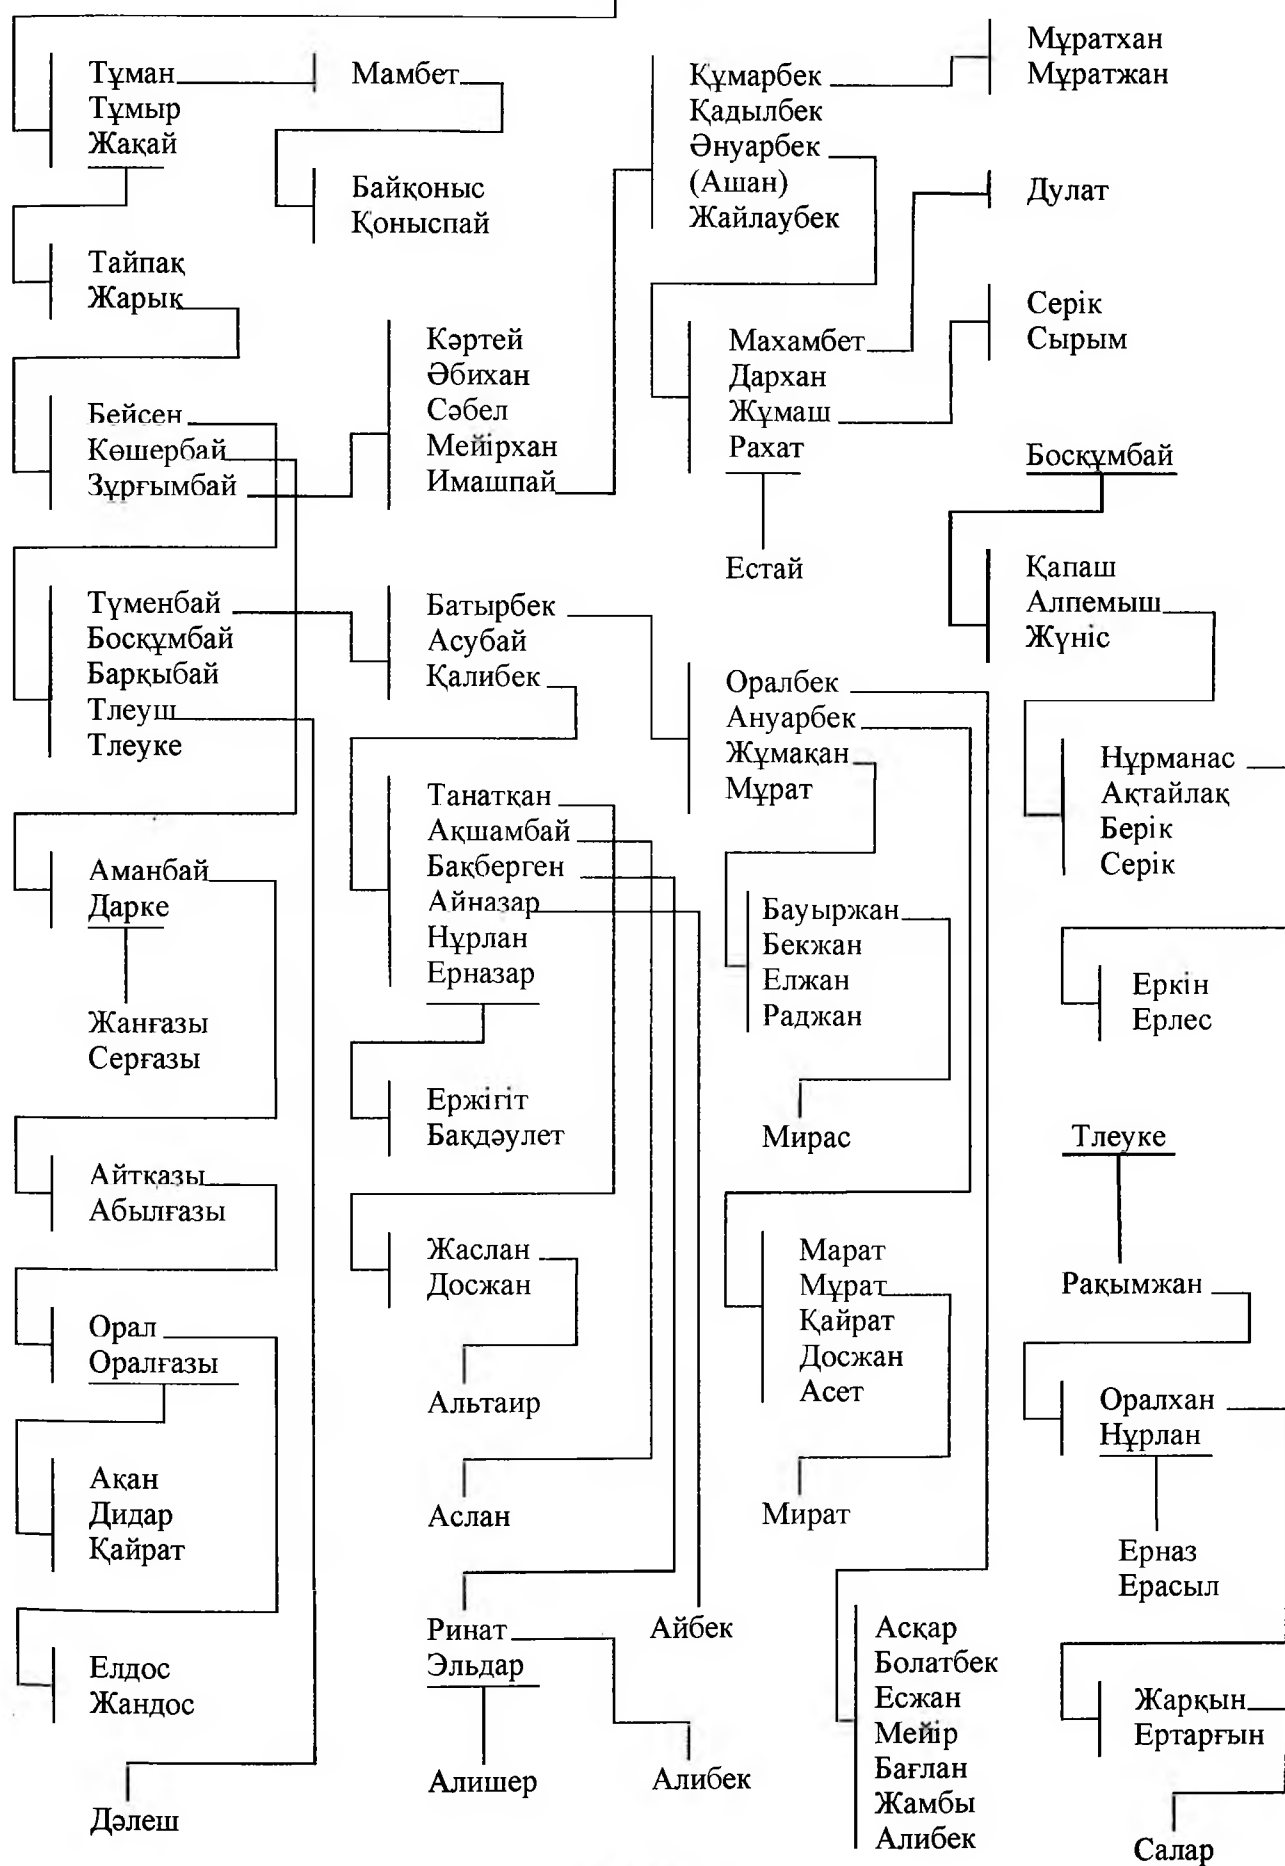 Тұман
Тұмыр
Жақай
Мамбет
Байқоныс
Қоныспай
Тайпақ
Жарық
Бейсен
Көшербай
Зұрғымбай
Кәртей
Әбихан
Сәбел
Мейірхан
Имашпай
Құмарбек
Қадылбек
Әнуарбек
(Ашан)
Жайлаубек
Мұратхан
Мұратжан
Дулат
Серік
Сырым
Махамбет
Дархан
Жұмаш
Рахат
Естай
Түменбай
Босқұмбай
Барқыбай
Тлеуш
Тлеуке
Батырбек
Асубай
Қалибек
Оралбек
Ануарбек
Жұмақан
Мұрат
Босқұмбай
Қапаш
Алпемыш
Жүніс
Нұрманас
Ақтайлақ
Берік
Серік
Еркін
Ерлес
Аманбай
Дарке
Жанғазы
Серғазы
Танатқан
Ақшамбай
Бақберген
Айназар
Нұрлан
Ерназар
Ержігіт
Бақдәулет
Бауыржан
Бекжан
Елжан
Раджан
Мирас
Айтқазы
Абылғазы
Орал
Оралғазы
Ақан
Дидар
Қайрат
Елдос
Жандос
Дәлеш
Жаслан
Досжан
Альтаир
Аслан
Ринат
Эльдар
Алишер
Айбек
Алибек
Марат
Мұрат
Қайрат
Досжан
Асет
Мират
Асқар
Болатбек
Есжан
Мейір
Бағлан
Жамбы
Алибек
Тлеуке
Рақымжан
Оралхан
Нұрлан
Ерназ
Ерасыл
Жарқын
Ертарғын
Салар